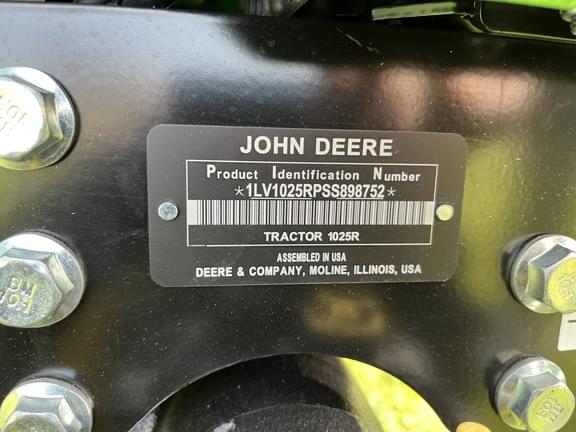 JOHN DEERE
Product Identification Number
*1LV1025RPSS898752*
TRACTOR 1025R
ASSEMBLED IN USA
DEERE & COMPANY, MOLINE, ILLINOIS, USA